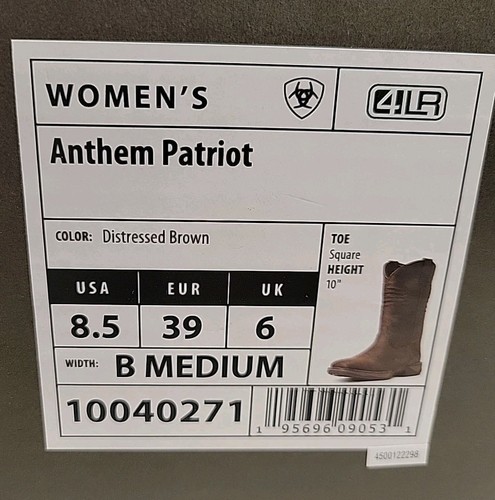 WOMEN'S
4LR
Anthem Patriot
COLOR: Distressed Brown
TOE
Square
HEIGHT
10"
USA EUR UK
8.5 39 6
WIDTH: B MEDIUM
10040271
1 95696 09053 1
4500122298